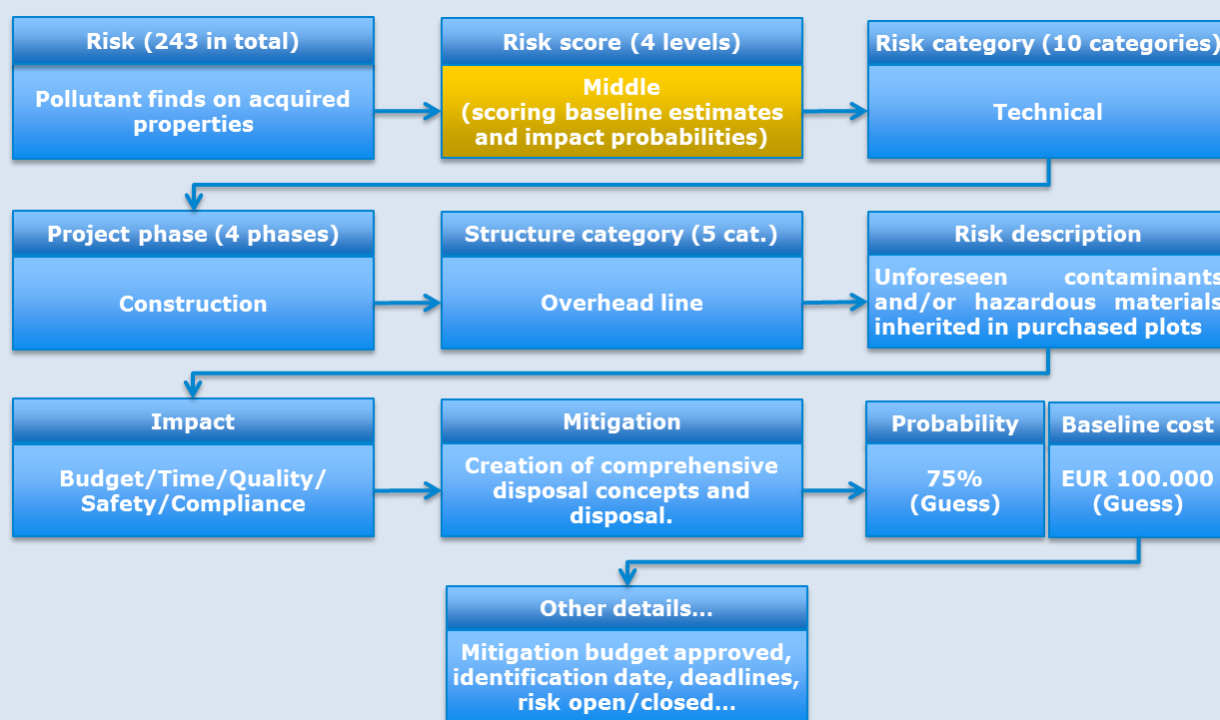 Risk (243 in total)
Pollutant finds on acquired
properties
Risk score (4 levels)
Middle
(scoring baseline estimates
and impact probabilities)
Risk category (10 categories)
Technical
Project phase (4 phases)
Construction
Structure category (5 cat.)
Overhead line
Risk description
Unforeseen contaminants
and/or hazardous materials
inherited in purchased plots
Impact
Budget/Time/Quality/
Safety/Compliance
Mitigation
Creation of comprehensive
disposal concepts and
disposal.
Probability
75%
(Guess)
Baseline cost
EUR 100.000
(Guess)
Other details...
Mitigation budget approved,
identification date, deadlines,
risk open/closed...